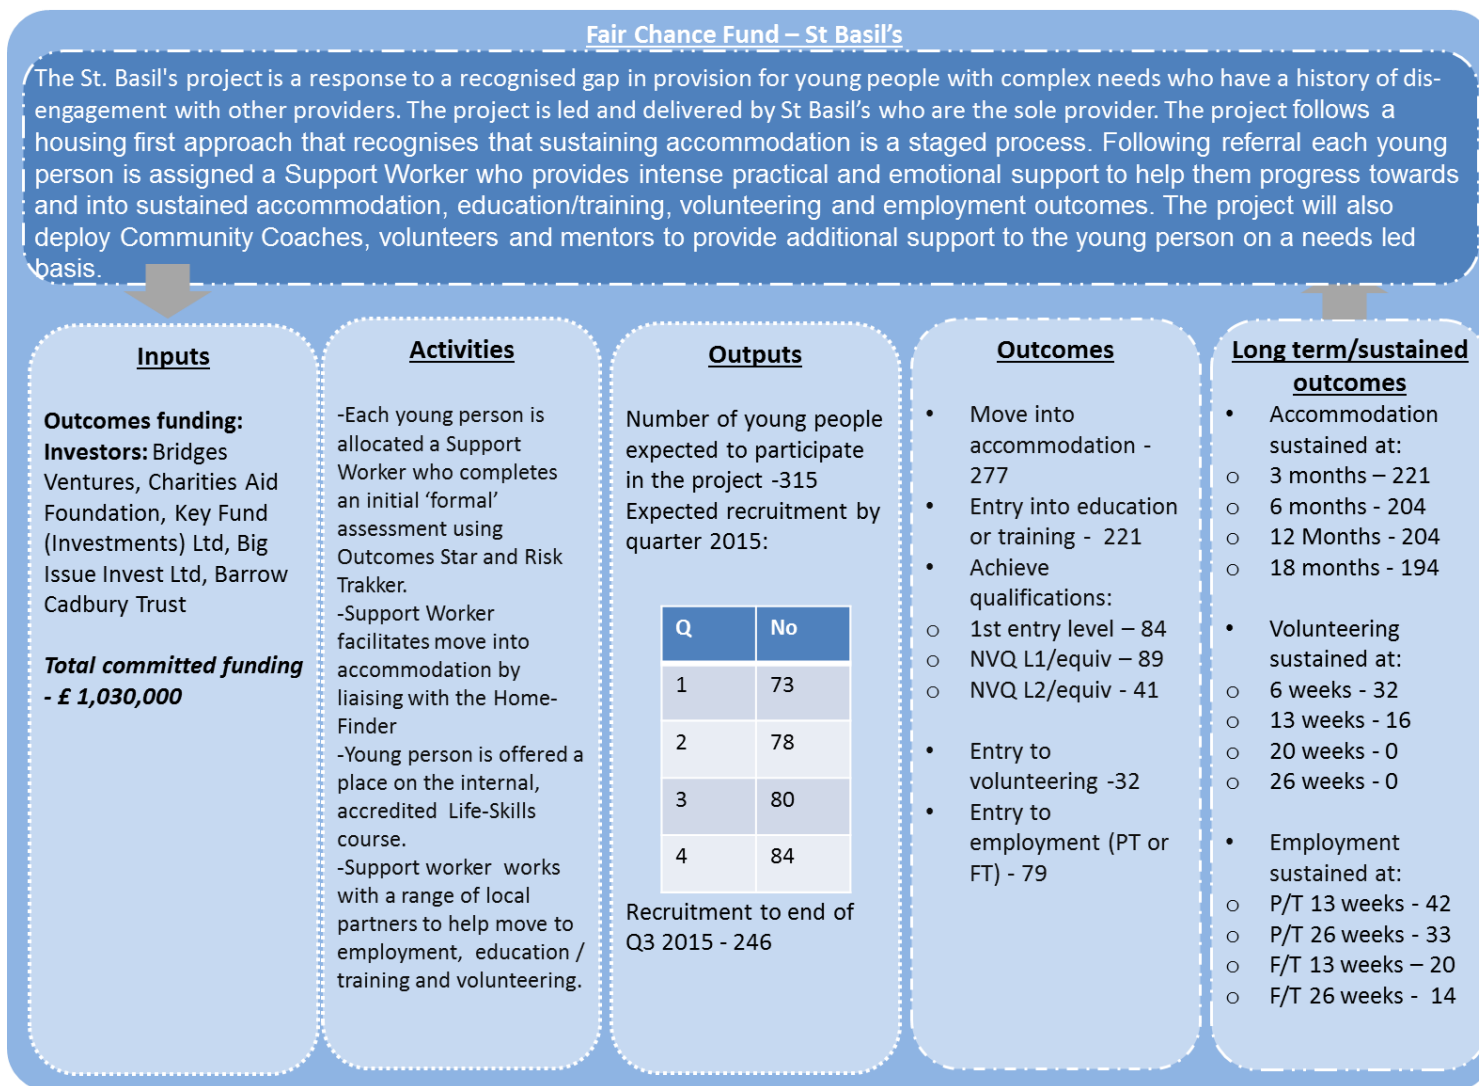 Fair Chance Fund – St Basil's
The St. Basil's project is a response to a recognised gap in provision for young people with complex needs who have a history of dis-
engagement with other providers. The project is led and delivered by St Basil's who are the sole provider. The project follows a
housing first approach that recognises that sustaining accommodation is a staged process. Following referral each young
person is assigned a Support Worker who provides intense practical and emotional support to help them progress towards
and into sustained accommodation, education/training, volunteering and employment outcomes. The project will also
deploy Community Coaches, volunteers and mentors to provide additional support to the young person on a needs led
basis.
Inputs
Outcomes funding:
Investors: Bridges
Ventures, Charities Aid
Foundation, Key Fund
(Investments) Ltd, Big
Issue Invest Ltd, Barrow
Cadbury Trust
Total committed funding
- £ 1,030,000
Activities
-Each young person is
allocated a Support
Worker who completes
an initial 'formal'
assessment using
Outcomes Star and Risk
Trakker.
-Support Worker
facilitates move into
accommodation by
liaising with the Home-
Finder
-Young person is offered a
place on the internal,
accredited Life-Skills
course.
-Support worker works
with a range of local
partners to help move to
employment, education /
training and volunteering.
Outputs
Number of young people
expected to participate
in the project -315
Expected recruitment by
quarter 2015:
Q No
1 73
2 78
3 80
4 84
Recruitment to end of
Q3 2015 - 246
Outcomes
• Move into
accommodation -
277
• Entry into education
or training - 221
• Achieve
qualifications:
o 1st entry level – 84
o NVQ L1/equiv – 89
o NVQ L2/equiv - 41
• Entry to
volunteering -32
• Entry to
employment (PT or
FT) - 79
Long term/sustained
outcomes
• Accommodation
sustained at:
o 3 months – 221
o 6 months - 204
o 12 Months - 204
o 18 months - 194
• Volunteering
sustained at:
o 6 weeks - 32
o 13 weeks - 16
o 20 weeks - 0
o 26 weeks - 0
• Employment
sustained at:
o P/T 13 weeks - 42
o P/T 26 weeks - 33
o F/T 13 weeks – 20
o F/T 26 weeks - 14